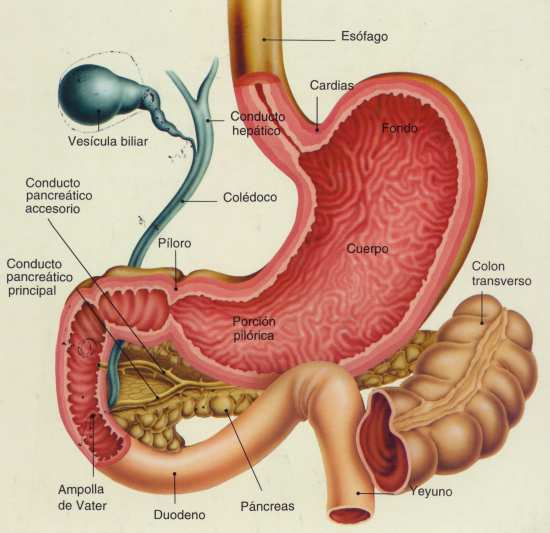 Esófago
Cardias
Fondo
Conducto
hepático
Vesícula biliar
Conducto
pancreático
accesorio
Colédoco
Píloro
Cuerpo
Conducto
pancreático
principal
Colon
transverso
Porción
pilórica
Ampolla
de Vater
Duodeno
Páncreas
Yeyuno